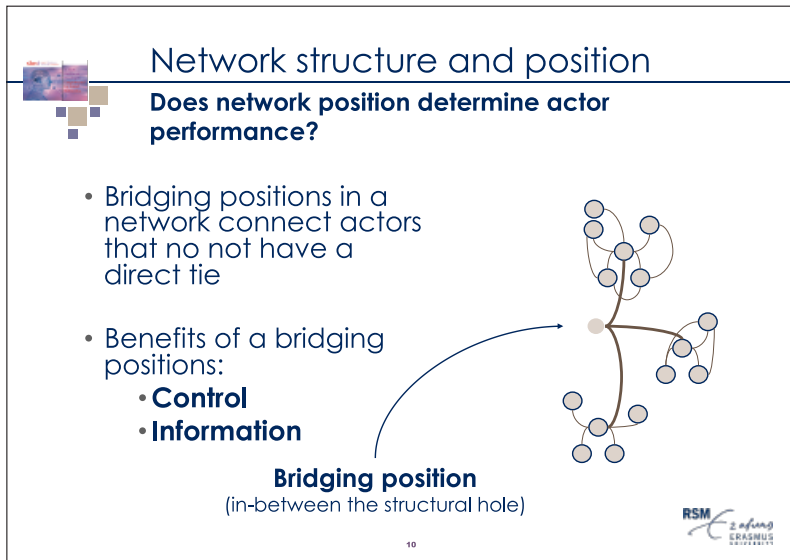 Network structure and position
Does network position determine actor
performance?
• Bridging positions in a
network connect actors
that no not have a
direct tie
• Benefits of a bridging
positions:
• Control
• Information
Bridging position
(in-between the structural hole)
RSM
ERASMUS
UNIVERSITY
10